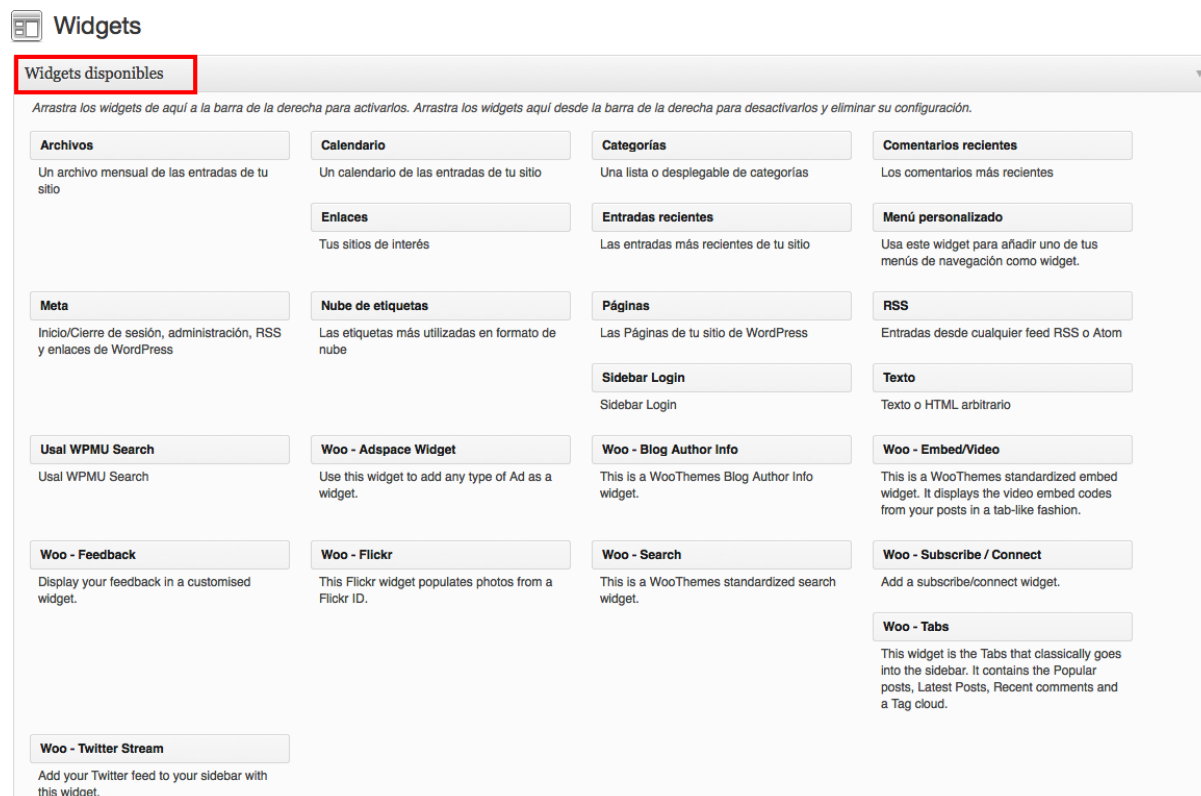 Widgets
Widgets disponibles
Arrastra los widgets de aquí a la barra de la derecha para activarlos. Arrastra los widgets aquí desde la barra de la derecha para desactivarlos y eliminar su configuración.
Archivos
Un archivo mensual de las entradas de tu
sitio
Calendario
Un calendario de las entradas de tu sitio
Categorías
Una lista o desplegable de categorías
Comentarios recientes
Los comentarios más recientes
Enlaces
Tus sitios de interés
Entradas recientes
Las entradas más recientes de tu sitio
Menú personalizado
Usa este widget para añadir uno de tus
menús de navegación como widget.
Meta
Inicio/Cierre de sesión, administración, RSS
y enlaces de WordPress
Nube de etiquetas
Las etiquetas más utilizadas en formato de
nube
Páginas
Las Páginas de tu sitio de WordPress
RSS
Entradas desde cualquier feed RSS o Atom
Sidebar Login
Sidebar Login
Texto
Texto o HTML arbitrario
Usal WPMU Search
Usal WPMU Search
Woo - Adspace Widget
Use this widget to add any type of Ad as a
widget.
Woo - Blog Author Info
This is a WooThemes Blog Author Info
widget.
Woo - Embed/Video
This is a WooThemes standardized embed
widget. It displays the video embed codes
from your posts in a tab-like fashion.
Woo - Feedback
Display your feedback in a customised
widget.
Woo - Flickr
This Flickr widget populates photos from a
Flickr ID.
Woo - Search
This is a WooThemes standardized search
widget.
Woo - Subscribe / Connect
Add a subscribe/connect widget.
Woo - Tabs
This widget is the Tabs that classically goes
into the sidebar. It contains the Popular
posts, Latest Posts, Recent comments and
a Tag cloud.
Woo - Twitter Stream
Add your Twitter feed to your sidebar with
this widget.